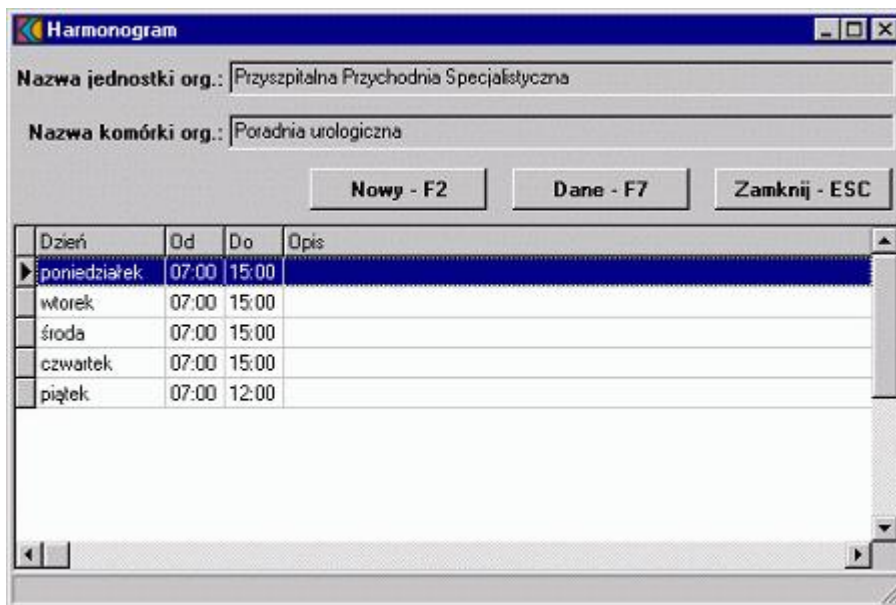 Harmonogram
Nazwa jednostki org.: Przyszpitalna Przychodnia Specjalistyczna
Nazwa komórki org.: Poradnia urologiczna
Nowy - F2 Dane - F7 Zamknij - ESC
Dzień Od Do Opis
poniedziałek 07:00 15:00
wtorek 07:00 15:00
środa 07:00 15:00
czwartek 07:00 15:00
piątek 07:00 12:00